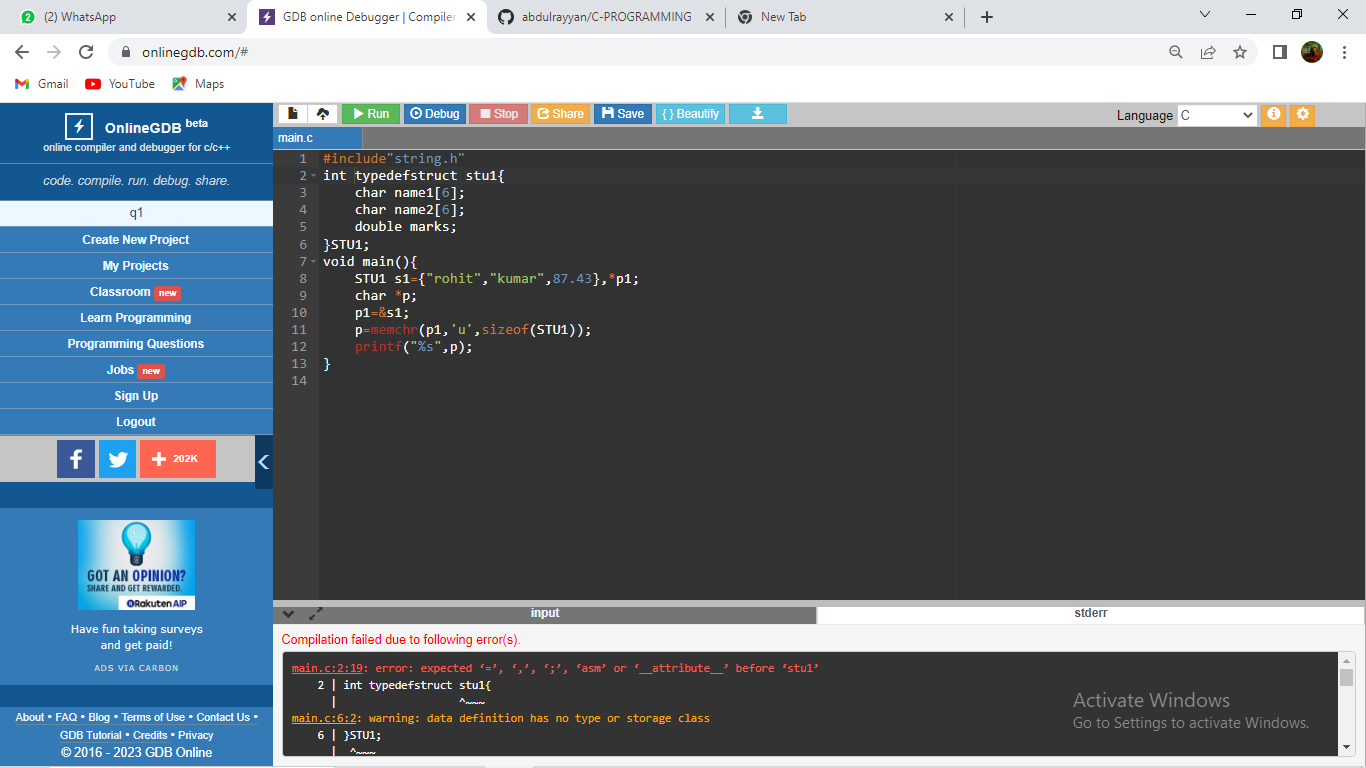 (2) WhatsApp
GDB online Debugger | Compiler
abdulrayyan/C-PROGRAMMING
New Tab
onlinegdb.com/#
Gmail
YouTube
Maps
OnlineGDB beta
online compiler and debugger for c/c++
code. compile. run. debug. share.
q1
Create New Project
My Projects
Classroom new
Learn Programming
Programming Questions
Jobs new
Sign Up
Logout
f
+ 202K
GOT AN OPINION?
SHARE AND GET REWARDED.
Rakuten AIP
Have fun taking surveys
and get paid!
ADS VIA CARBON
About • FAQ • Blog • Terms of Use • Contact Us •
GDB Tutorial • Credits • Privacy
© 2016 - 2023 GDB Online
Run Debug Stop Share Save { } Beautify
Language C
main.c
1 #include"string.h"
2 int typedefstruct stu1{
3 char name1[6];
4 char name2[6];
5 double marks;
6 }STU1;
7 void main(){
8 STU1 s1={"rohit","kumar",87.43},*p1;
9 char *p;
10 p1=&s1;
11 p=memchr(p1,'u',sizeof(STU1));
12 printf("%s",p);
13 }
14
input
stderr
Compilation failed due to following error(s).
main.c:2:19: error: expected ‘=’, ‘,’, ‘;’, ‘asm’ or ‘__attribute__’ before ‘stu1’
2 | int typedefstruct stu1{
| ^~~~
main.c:6:2: warning: data definition has no type or storage class
6 | }STU1;
| ^~~~
Activate Windows
Go to Settings to activate Windows.